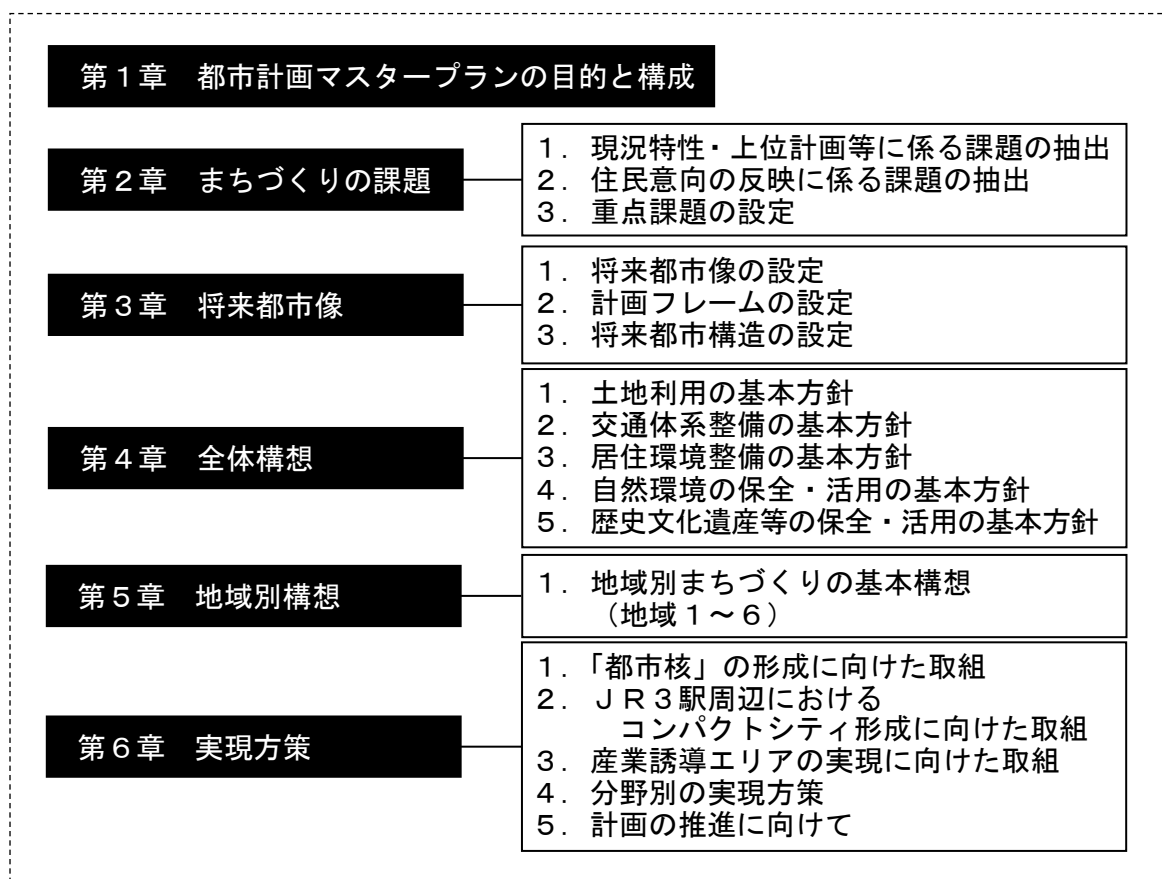 第１章　都市計画マスタープランの目的と構成
第２章　まちづくりの課題
１．現況特性・上位計画等に係る課題の抽出
２．住民意向の反映に係る課題の抽出
３．重点課題の設定
第３章　将来都市像
１．将来都市像の設定
２．計画フレームの設定
３．将来都市構造の設定
第４章　全体構想
１．土地利用の基本方針
２．交通体系整備の基本方針
３．居住環境整備の基本方針
４．自然環境の保全・活用の基本方針
５．歴史文化遺産等の保全・活用の基本方針
第５章　地域別構想
１．地域別まちづくりの基本構想
（地域１～６）
第６章　実現方策
１．「都市核」の形成に向けた取組
２．ＪＲ３駅周辺における
コンパクトシティ形成に向けた取組
３．産業誘導エリアの実現に向けた取組
４．分野別の実現方策
５．計画の推進に向けて